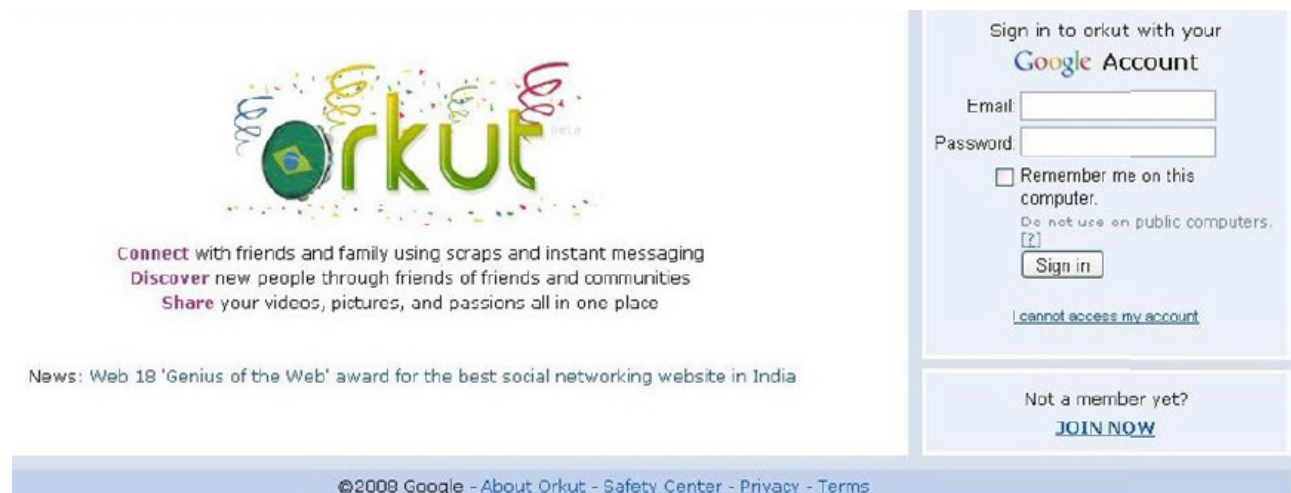 orkut beta
Connect with friends and family using scraps and instant messaging
Discover new people through friends of friends and communities
Share your videos, pictures, and passions all in one place
News: Web 18 'Genius of the Web' award for the best social networking website in India
Sign in to orkut with your
Google Account
Email:
Password:
Remember me on this
computer.
Do not use on public computers.
[?]
Sign in
I cannot access my account
Not a member yet?
JOIN NOW
©2008 Google - About Orkut - Safety Center - Privacy - Terms